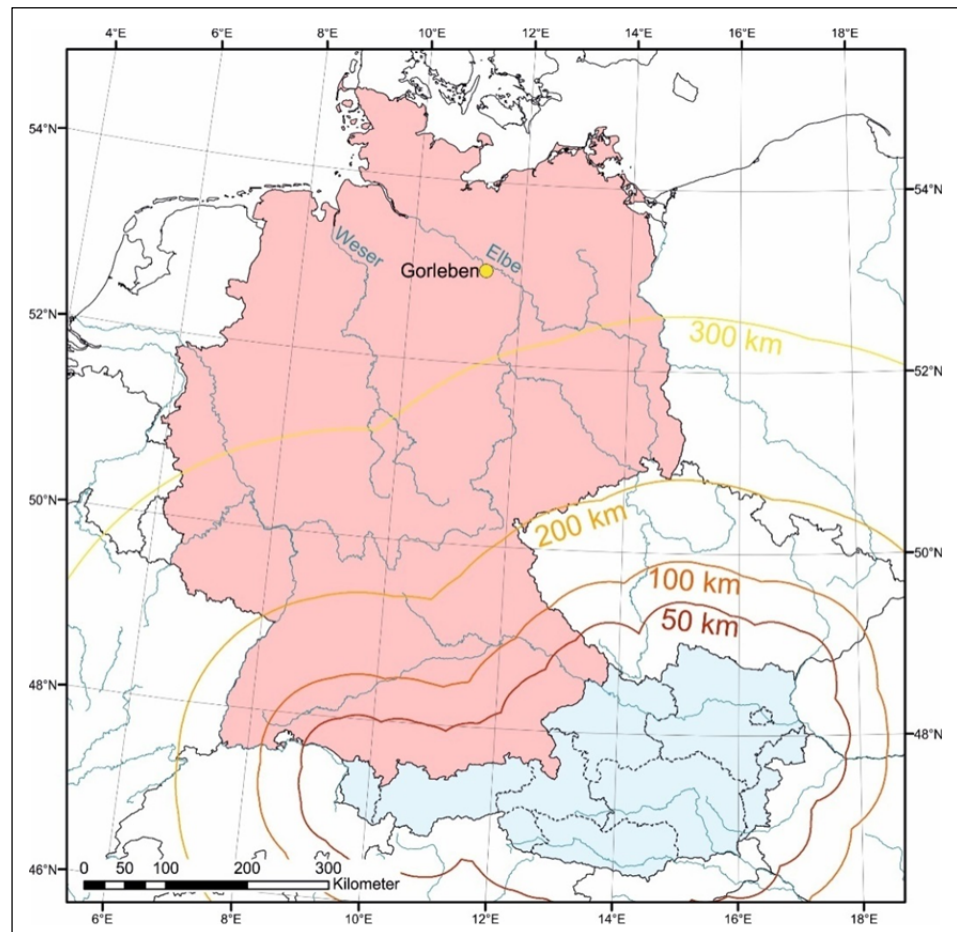 4°E 6°E 8°E 10°E 12°E 14°E 16°E 18°E
54°N
54°N
Weser
Elbe
Gorleben
52°N
300 km
52°N
50°N
200 km
50°N
100 km
50 km
48°N
48°N
46°N
0 50 100 200 300
Kilometer
46°N
6°E 8°E 10°E 12°E 14°E 16°E 18°E